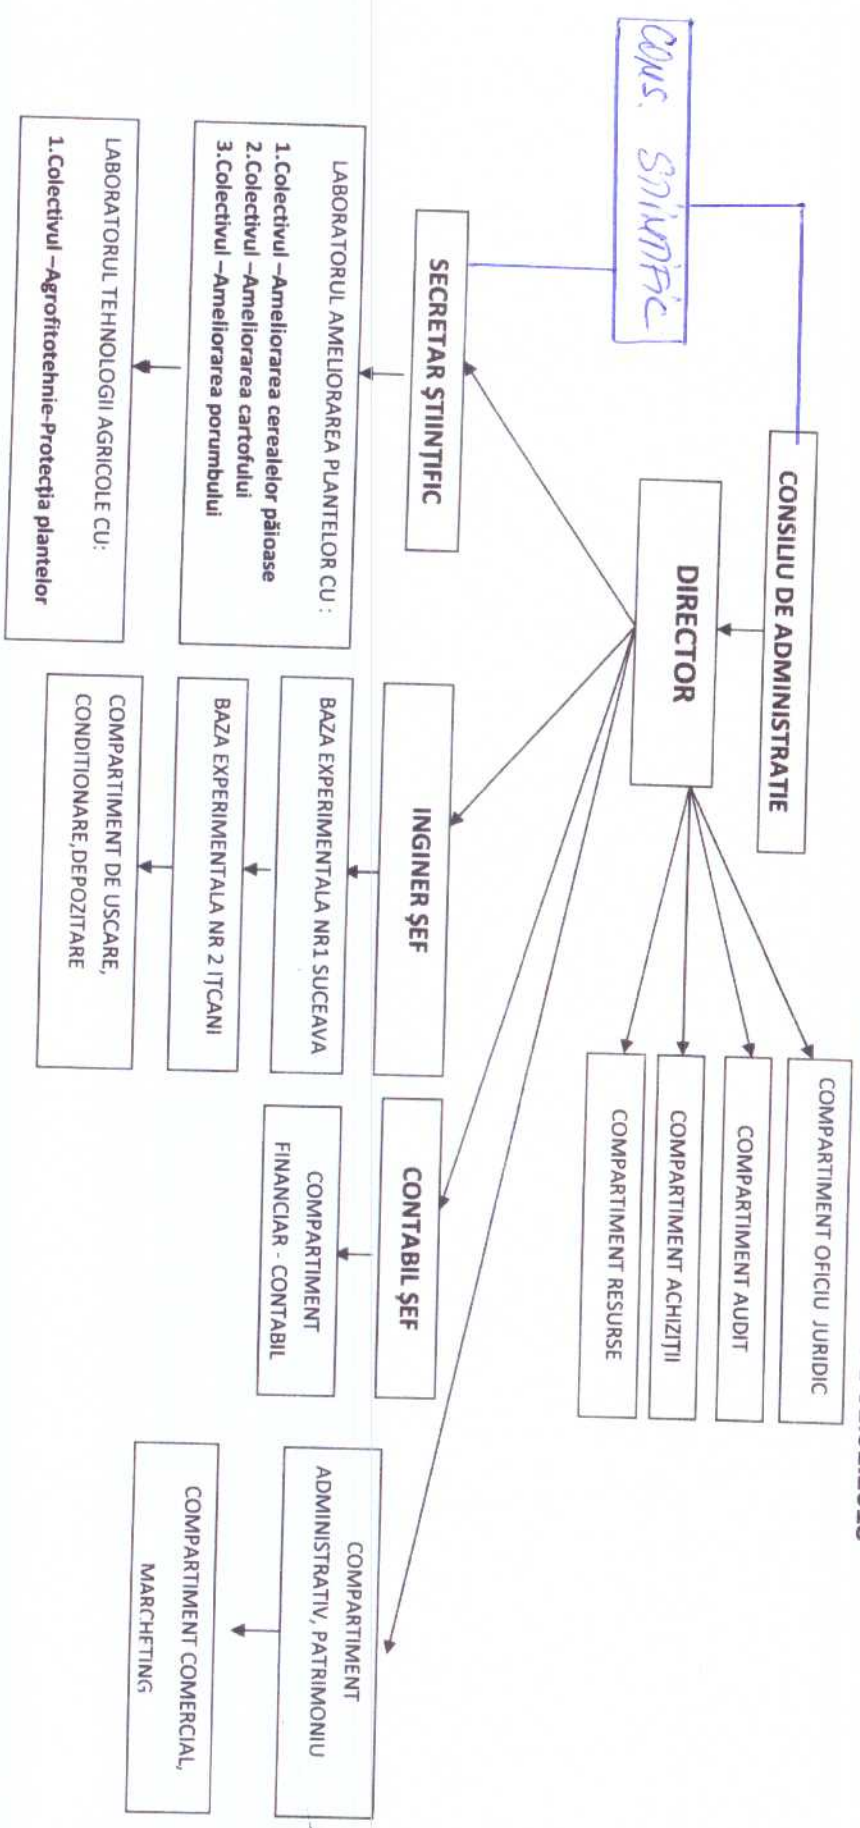 CONS. STIINTIFIC
CONSILIU DE ADMINISTRATIE
DIRECTOR
COMPARTIMENT OFICIU JURIDIC
COMPARTIMENT AUDIT
COMPARTIMENT ACHIZIŢII
COMPARTIMENT RESURSE
SECRETAR ŞTIINŢIFIC
LABORATORUL AMELIORAREA PLANTELOR CU :
1.Colectivul –Ameliorarea cerealelor păioase
2.Colectivul –Ameliorarea cartofului
3.Colectivul –Ameliorarea porumbului
LABORATORUL TEHNOLOGII AGRICOLE CU:
1.Colectivul –Agrofitotehnie-Protecţia plantelor
INGINER ŞEF
BAZA EXPERIMENTALA NR1 SUCEAVA
BAZA EXPERIMENTALA NR 2 IŢCANI
COMPARTIMENT DE USCARE,
CONDITIONARE,DEPOZITARE
CONTABIL ŞEF
COMPARTIMENT
FINANCIAR - CONTABIL
COMPARTIMENT
ADMINISTRATIV, PATRIMONIU
COMPARTIMENT COMERCIAL,
MARCHETING